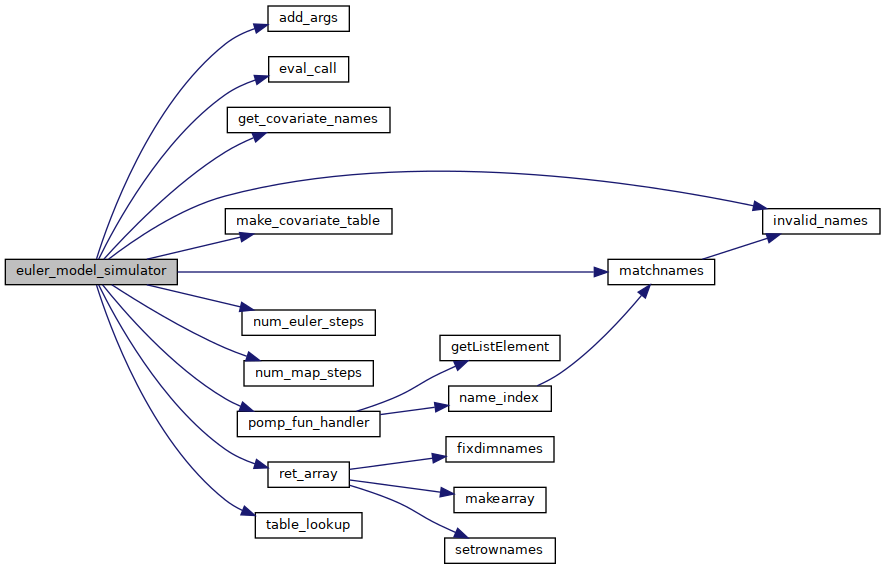 add_args
eval_call
get_covariate_names
make_covariate_table
invalid_names
euler_model_simulator
matchnames
num_euler_steps
getListElement
num_map_steps
name_index
pomp_fun_handler
fixdimnames
ret_array
makearray
table_lookup
setrownames